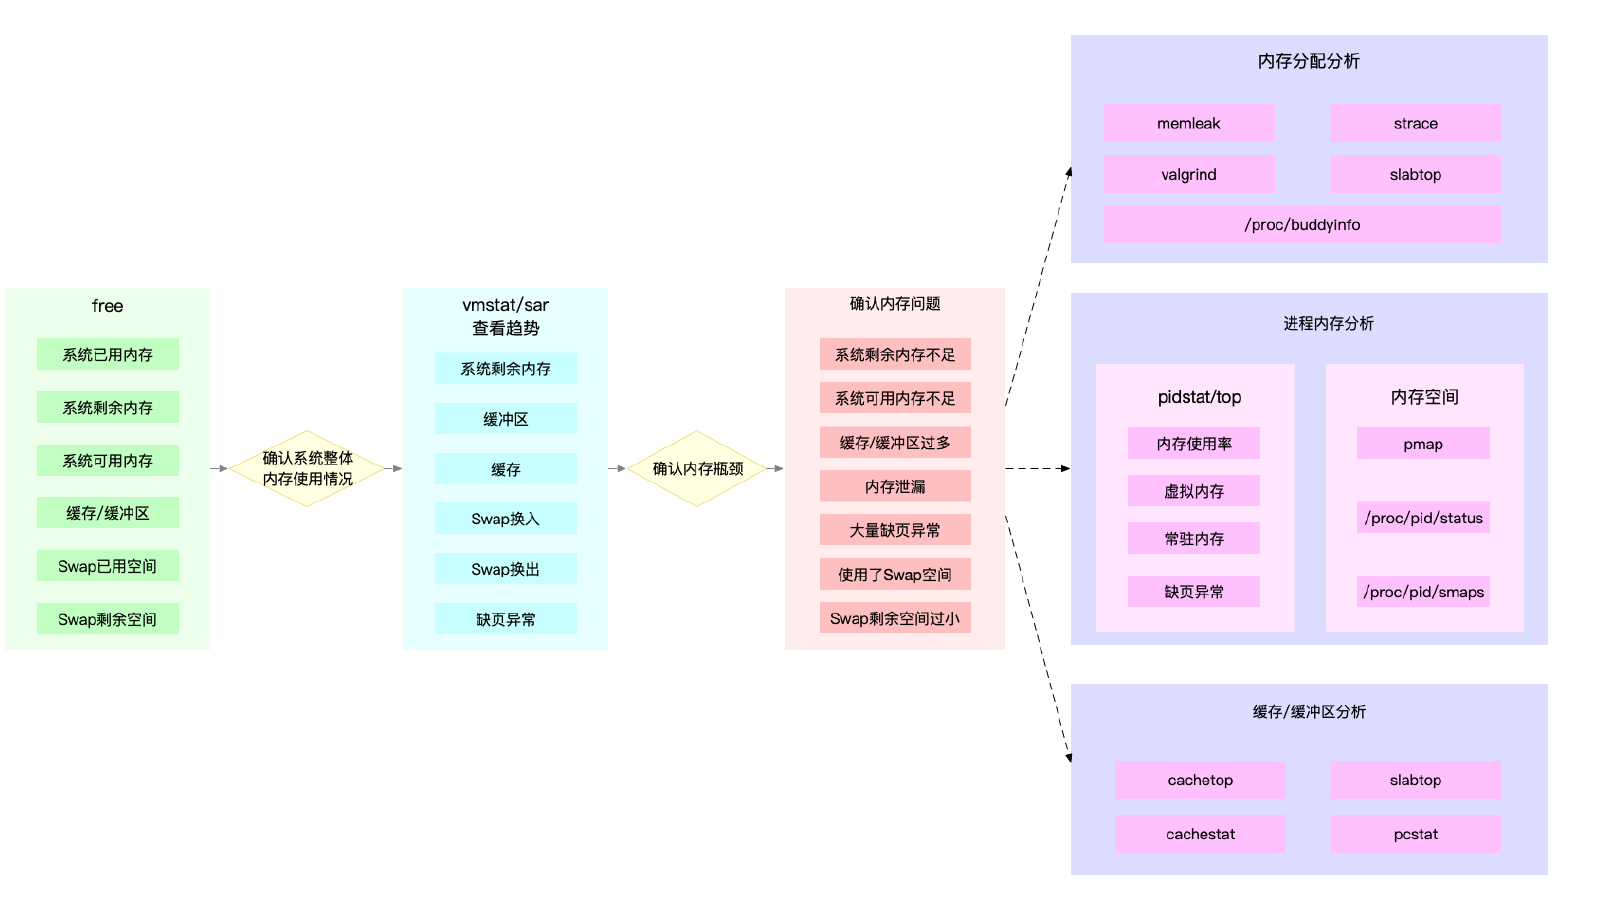 free
系统已用内存
系统剩余内存
系统可用内存
缓存/缓冲区
Swap已用空间
Swap剩余空间
确认系统整体
内存使用情况
vmstat/sar
查看趋势
系统剩余内存
缓冲区
缓存
Swap换入
Swap换出
缺页异常
确认内存瓶颈
确认内存问题
系统剩余内存不足
系统可用内存不足
缓存/缓冲区过多
内存泄漏
大量缺页异常
使用了Swap空间
Swap剩余空间过小
内存分配分析
memleak
strace
valgrind
slabtop
/proc/buddyinfo
进程内存分析
pidstat/top
内存使用率
虚拟内存
常驻内存
缺页异常
内存空间
pmap
/proc/pid/status
/proc/pid/smaps
缓存/缓冲区分析
cachetop
slabtop
cachestat
pcstat